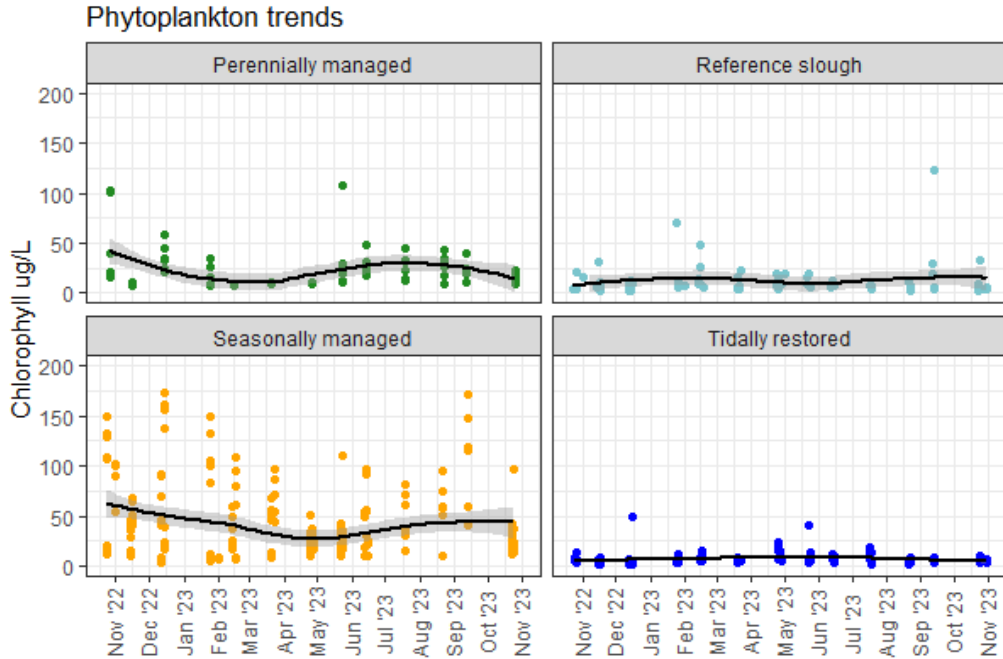 Phytoplankton trends
Perennially managed
Reference slough
200
150
100
50
0
Chlorophyll ug/L
Seasonally managed
Tidally restored
200
150
100
50
0
Nov '22
Dec '22
Jan '23
Feb '23
Mar '23
Apr '23
May '23
Jun '23
Jul '23
Aug '23
Sep '23
Oct '23
Nov '23
Nov '22
Dec '22
Jan '23
Feb '23
Mar '23
Apr '23
May '23
Jun '23
Jul '23
Aug '23
Sep '23
Oct '23
Nov '23